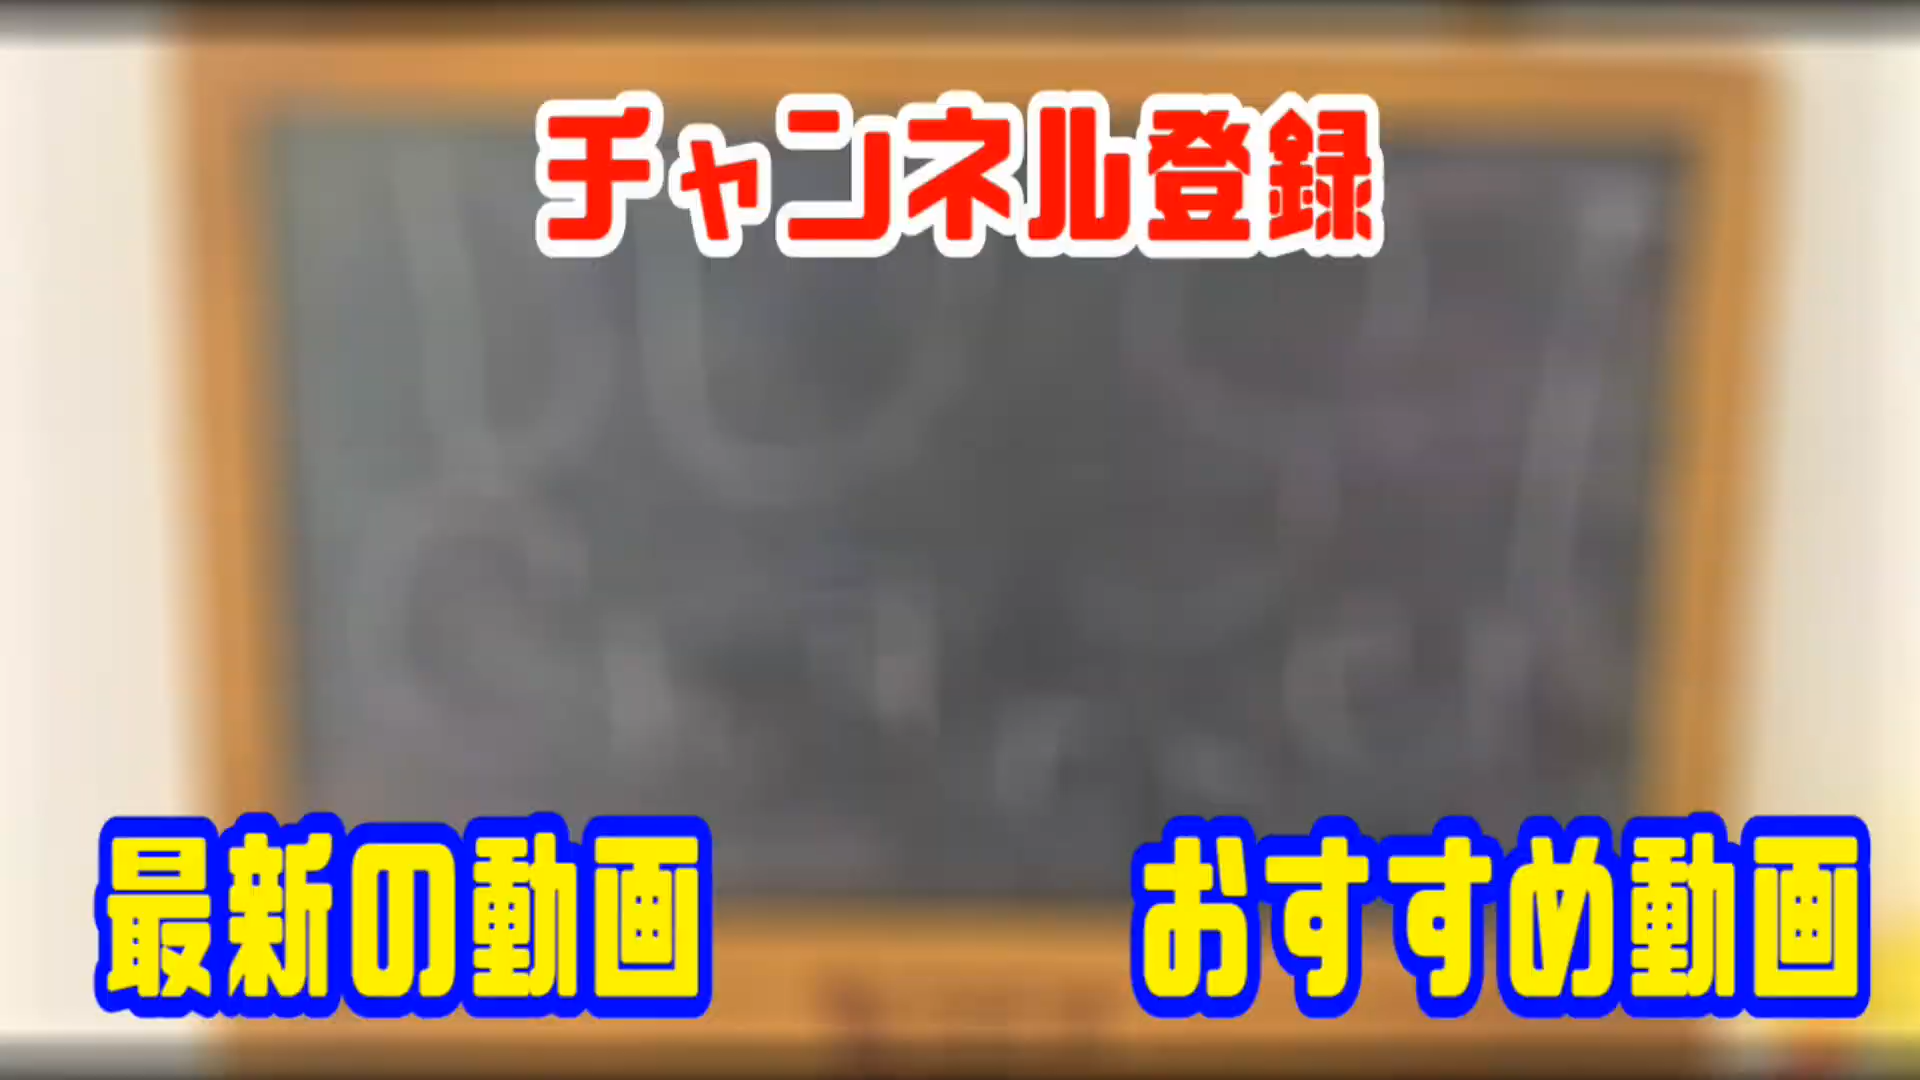 チャンネル登録
最新の動画
おすすめ動画